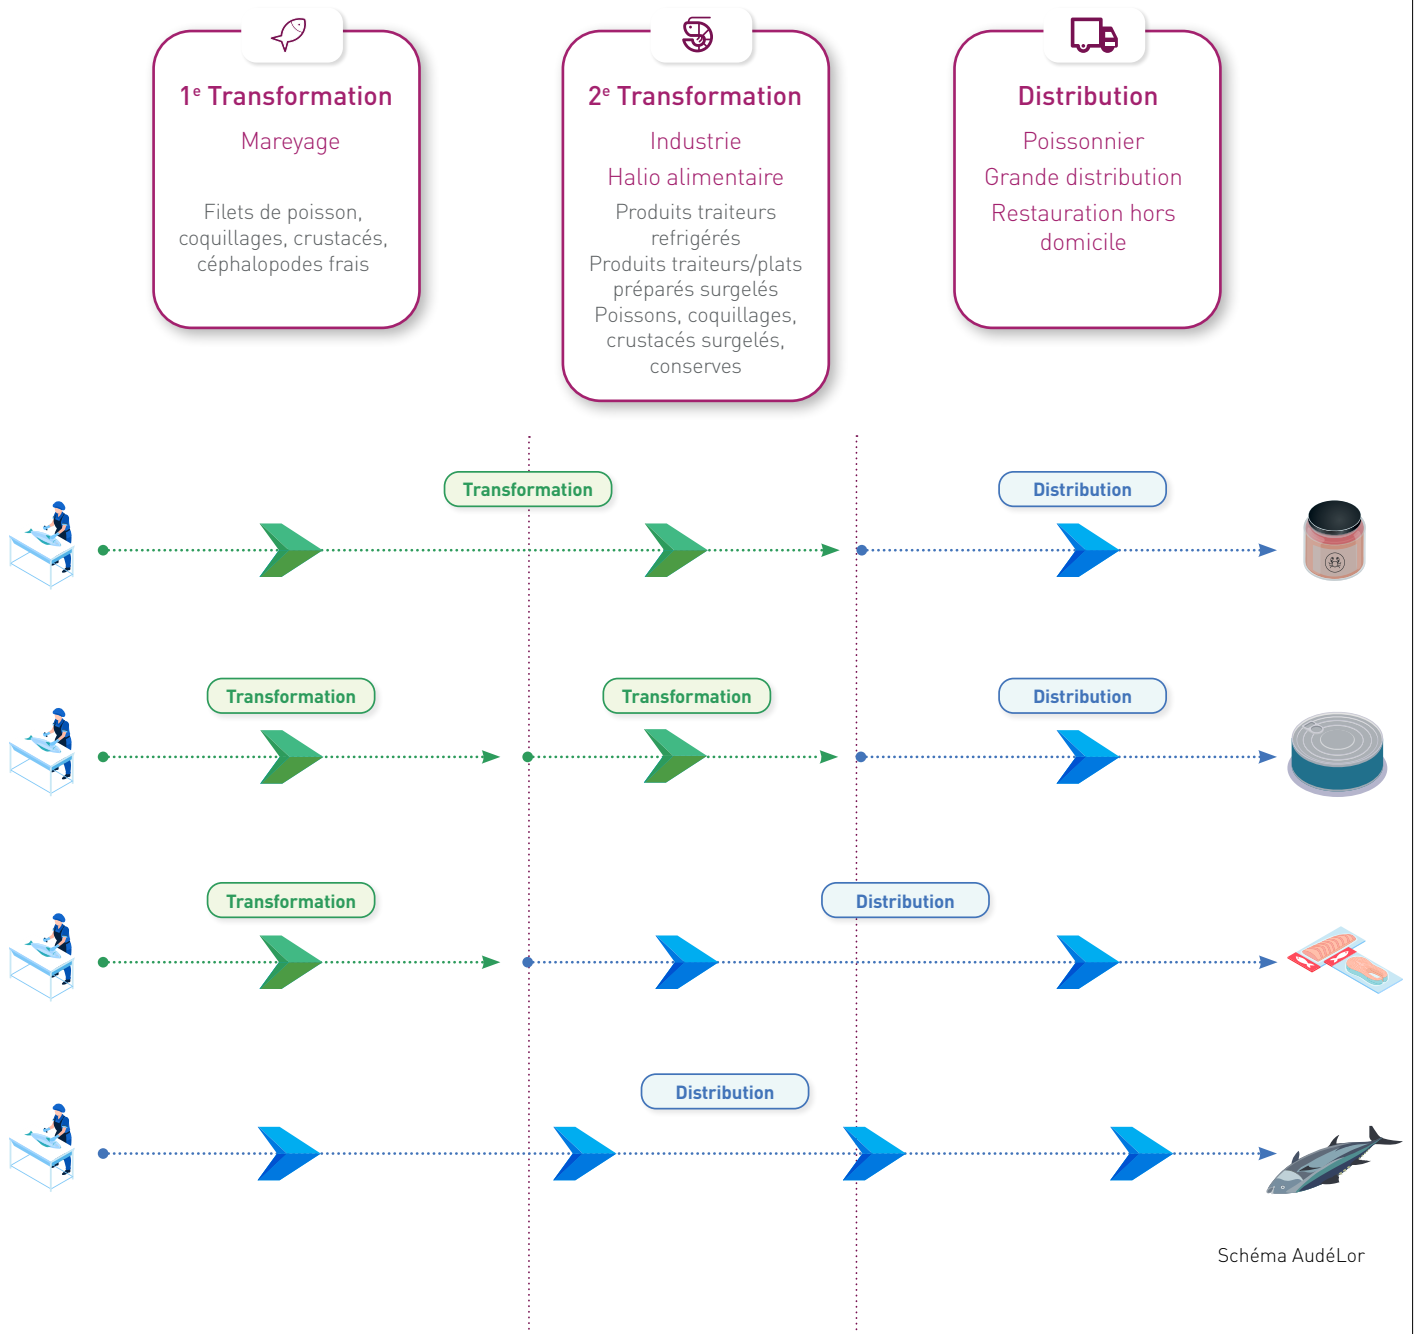 1e Transformation
Mareyage
Filets de poisson,
coquillages, crustacés,
céphalopodes frais
2e Transformation
Industrie
Halio alimentaire
Produits traiteurs
refrigérés
Produits traiteurs/plats
préparés surgelés
Poissons, coquillages,
crustacés surgelés,
conserves
Distribution
Poissonnier
Grande distribution
Restauration hors
domicile
Transformation
Distribution
Transformation
Transformation
Distribution
Transformation
Distribution
Distribution
Schéma AudéLor